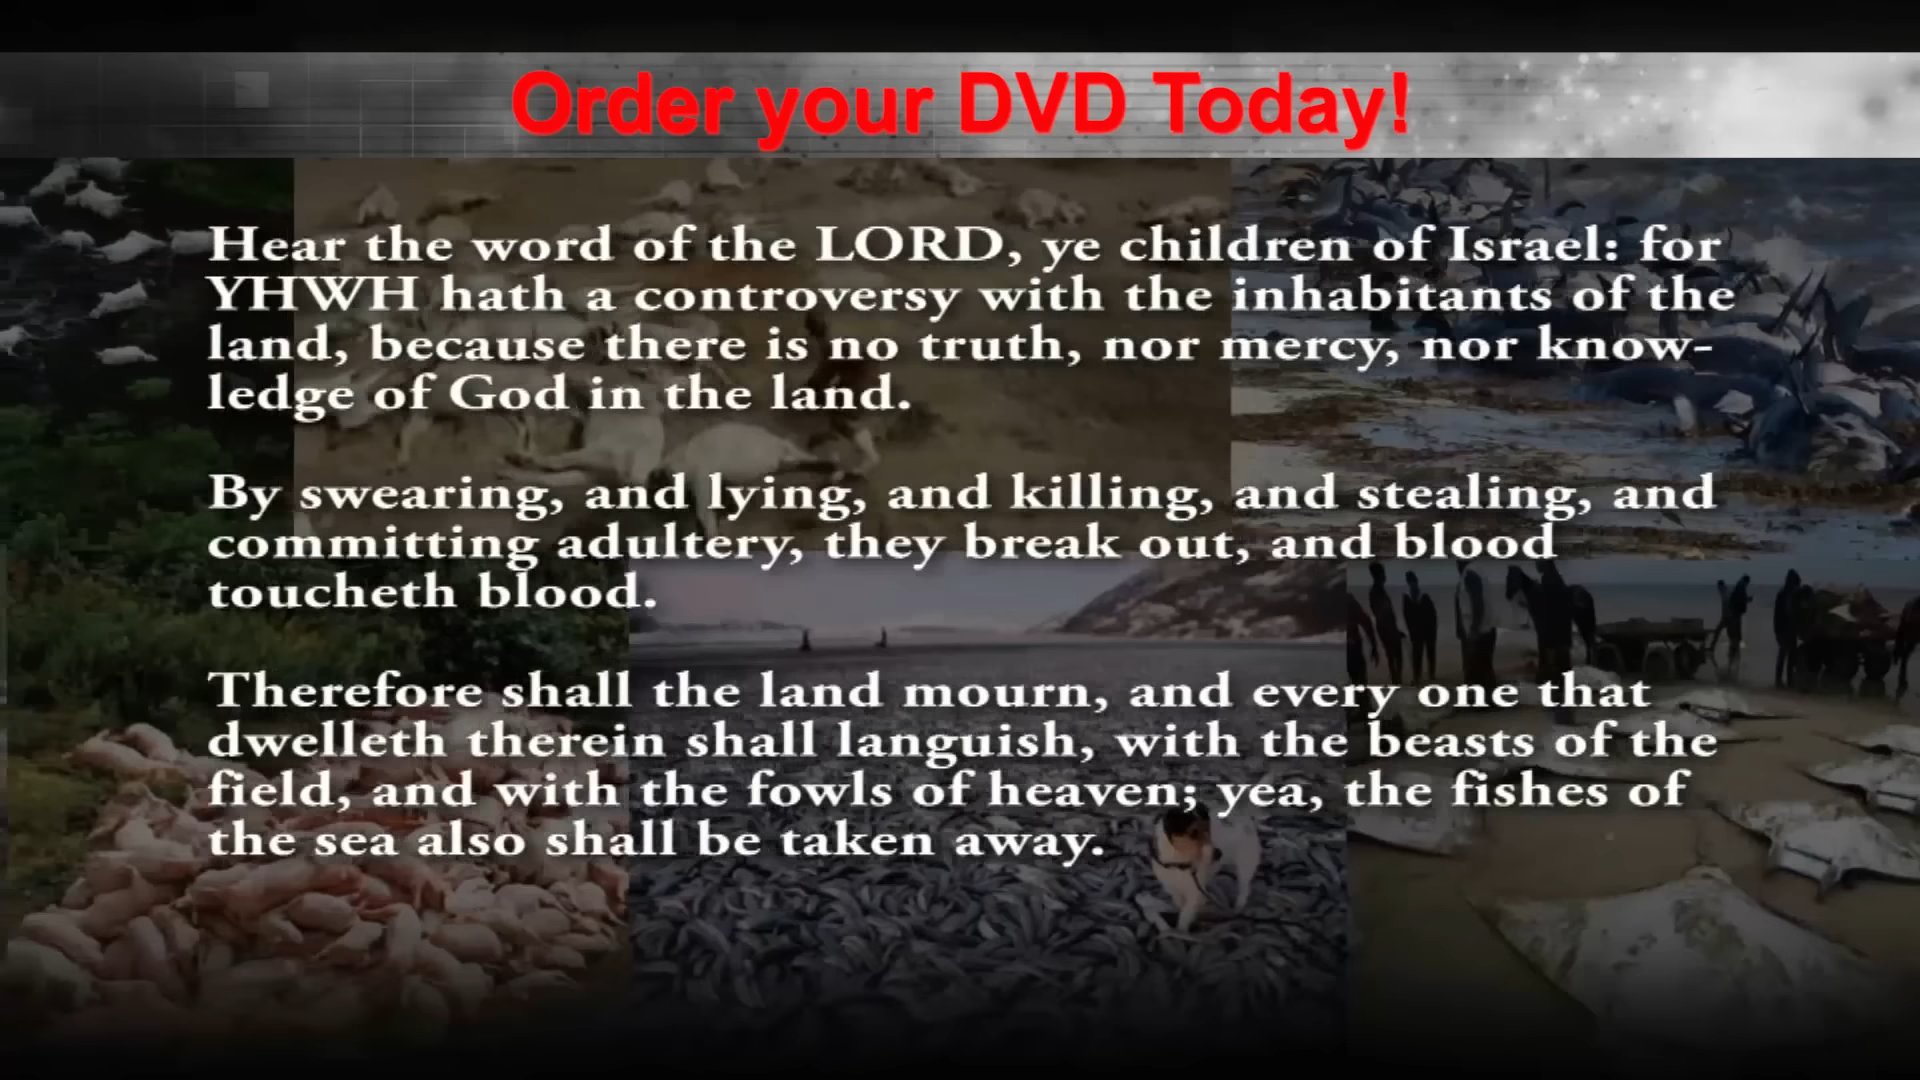 Order your DVD Today!
Hear the word of the LORD, ye children of Israel: for
YHWH hath a controversy with the inhabitants of the
land, because there is no truth, nor mercy, nor know-
ledge of God in the land.
By swearing, and lying, and killing, and stealing, and
committing adultery, they break out, and blood
toucheth blood.
Therefore shall the land mourn, and every one that
dwelleth therein shall languish, with the beasts of the
field, and with the fowls of heaven; yea, the fishes of
the sea also shall be taken away.